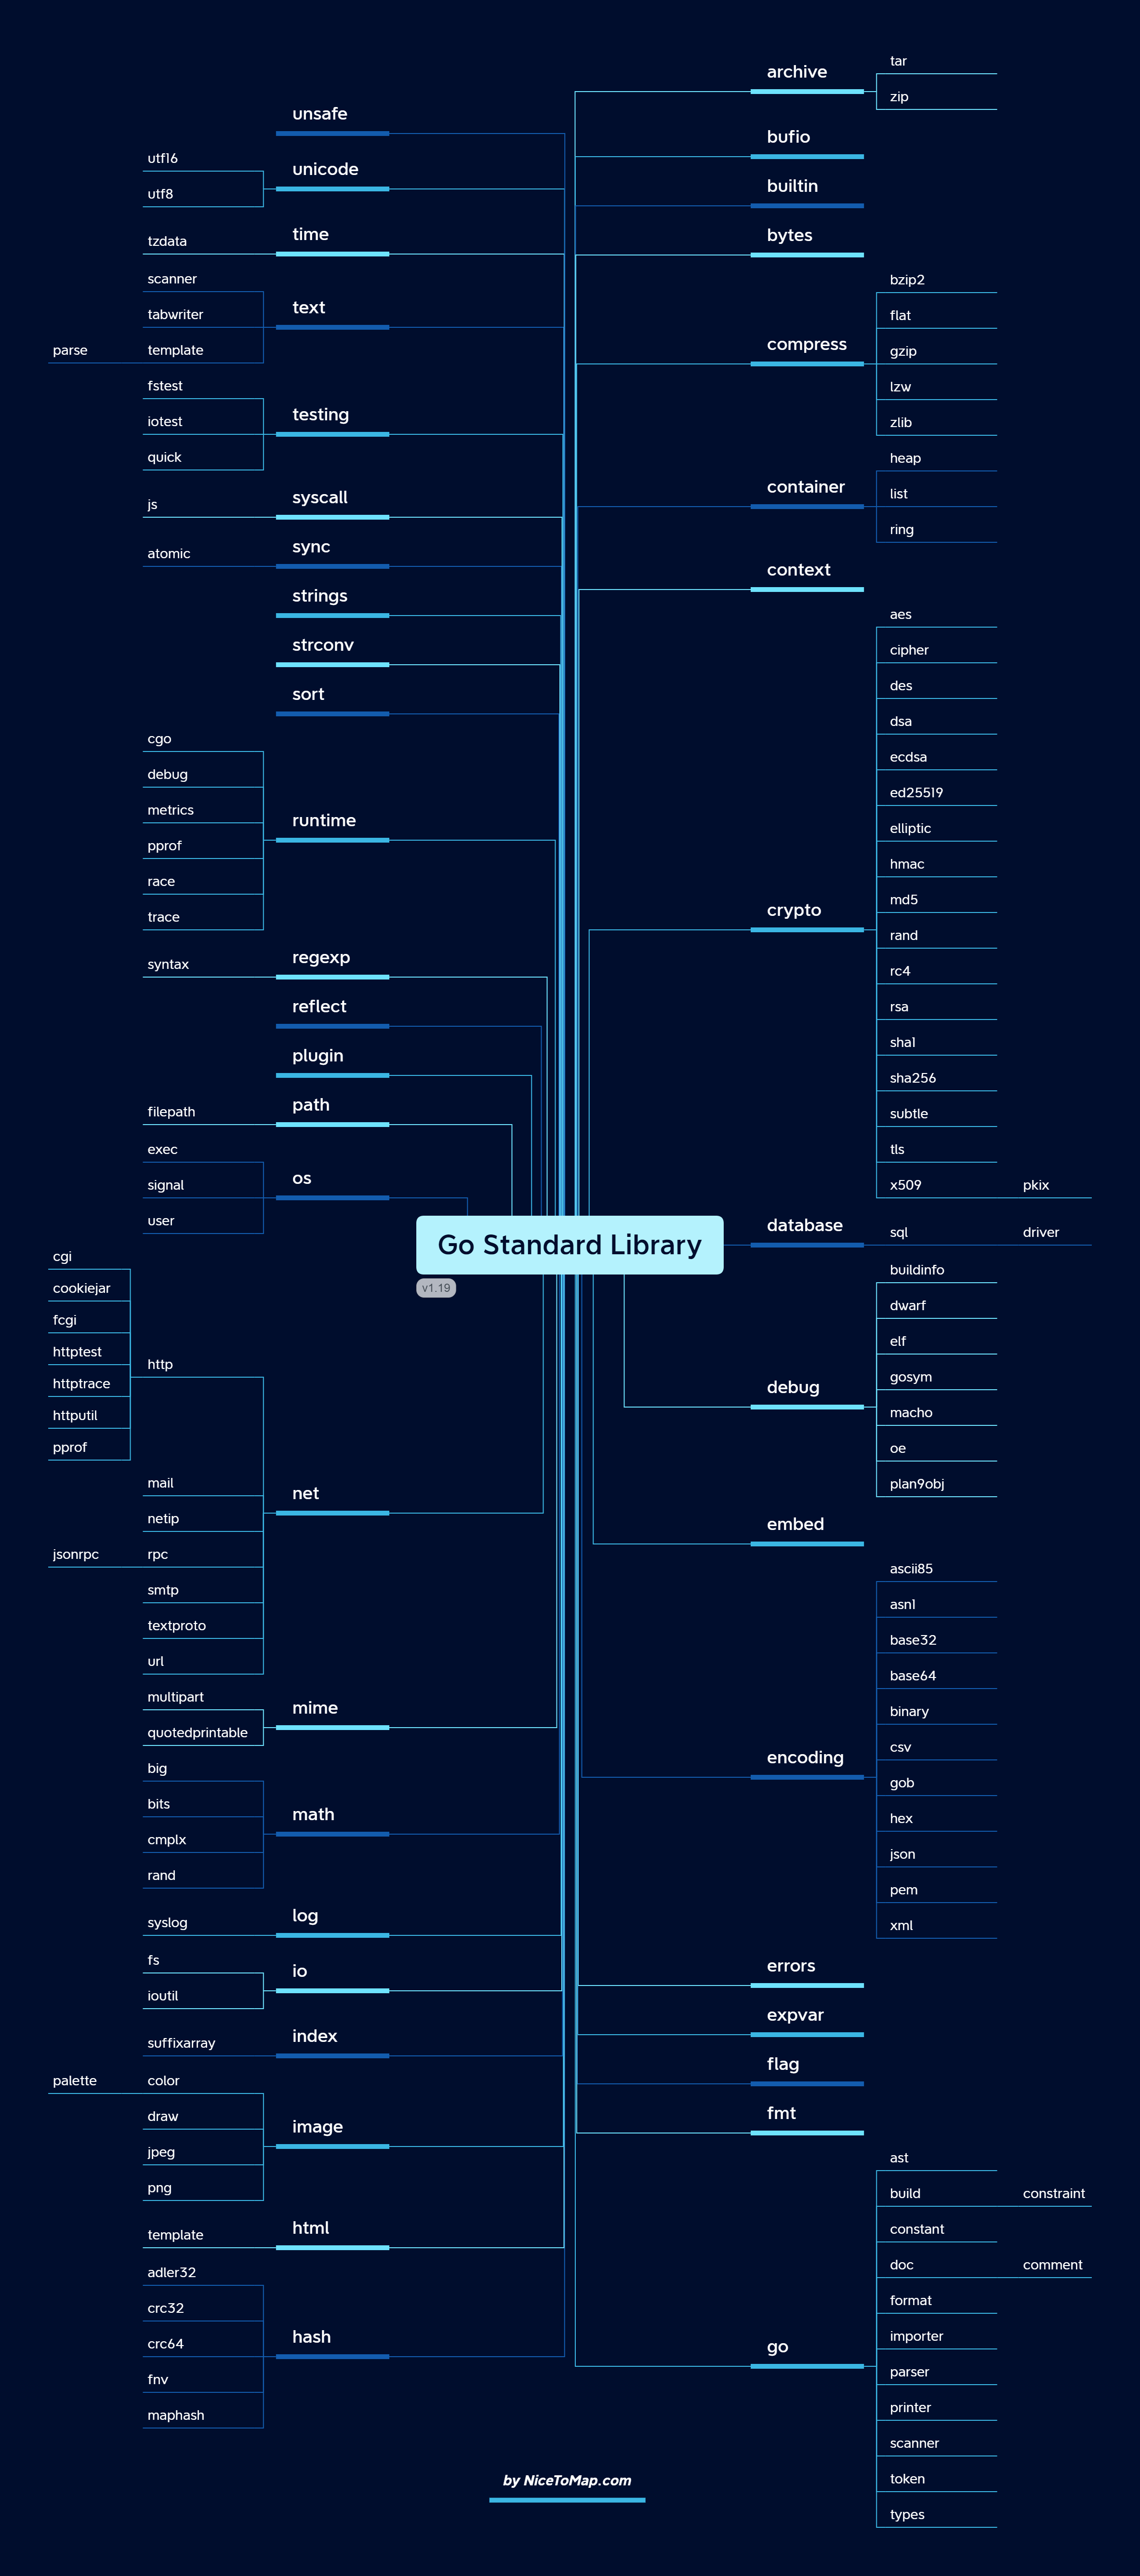 Go Standard Library
v1.19
archive
tar
zip
bufio
builtin
bytes
compress
bzip2
flat
gzip
lzw
zlib
container
heap
list
ring
context
crypto
aes
cipher
des
dsa
ecdsa
ed25519
elliptic
hmac
md5
rand
rc4
rsa
sha1
sha256
subtle
tls
x509
pkix
database
sql
driver
debug
buildinfo
dwarf
elf
gosym
macho
oe
plan9obj
embed
encoding
ascii85
asn1
base32
base64
binary
csv
gob
hex
json
pem
xml
errors
expvar
flag
fmt
go
ast
build
constraint
constant
doc
comment
format
importer
parser
printer
scanner
token
types
unsafe
unicode
utf16
utf8
time
tzdata
text
scanner
tabwriter
template
parse
testing
fstest
iotest
quick
syscall
js
sync
atomic
strings
strconv
sort
runtime
cgo
debug
metrics
pprof
race
trace
regexp
syntax
reflect
plugin
path
filepath
os
exec
signal
user
net
http
cgi
cookiejar
fcgi
httptest
httptrace
httputil
pprof
mail
netip
rpc
jsonrpc
smtp
textproto
url
mime
multipart
quotedprintable
math
big
bits
cmplx
rand
log
syslog
io
fs
ioutil
index
suffixarray
image
color
palette
draw
jpeg
png
html
template
hash
adler32
crc32
crc64
fnv
maphash
by NiceToMap.com